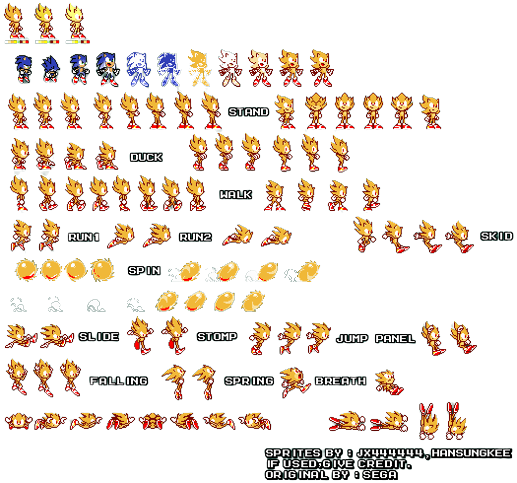 STAND
DUCK
WALK
RUN1 RUN2 SKID
SPIN
SLIDE STOMP JUMP PANEL
FALLING SPRING BREATH
SPRITES BY : JX444444,HANSUNGKEE
IF USED,GIVE CREDIT.
ORIGINAL BY : SEGA